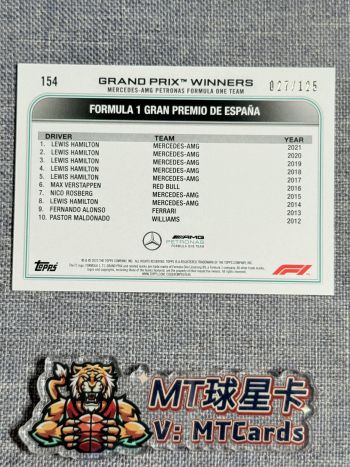 154
GRAND PRIX™ WINNERS
MERCEDES-AMG PETRONAS FORMULA ONE TEAM
027/125
FORMULA 1 GRAN PREMIO DE ESPAÑA
DRIVER TEAM YEAR
1. LEWIS HAMILTON MERCEDES-AMG 2021
2. LEWIS HAMILTON MERCEDES-AMG 2020
3. LEWIS HAMILTON MERCEDES-AMG 2019
4. LEWIS HAMILTON MERCEDES-AMG 2018
5. LEWIS HAMILTON MERCEDES-AMG 2017
6. MAX VERSTAPPEN RED BULL 2016
7. NICO ROSBERG MERCEDES-AMG 2015
8. LEWIS HAMILTON MERCEDES-AMG 2014
9. FERNANDO ALONSO FERRARI 2013
10. PASTOR MALDONADO WILLIAMS 2012
AMG
PETRONAS
FORMULA ONE TEAM
Topps
F1
MT球星卡
V: MTCards